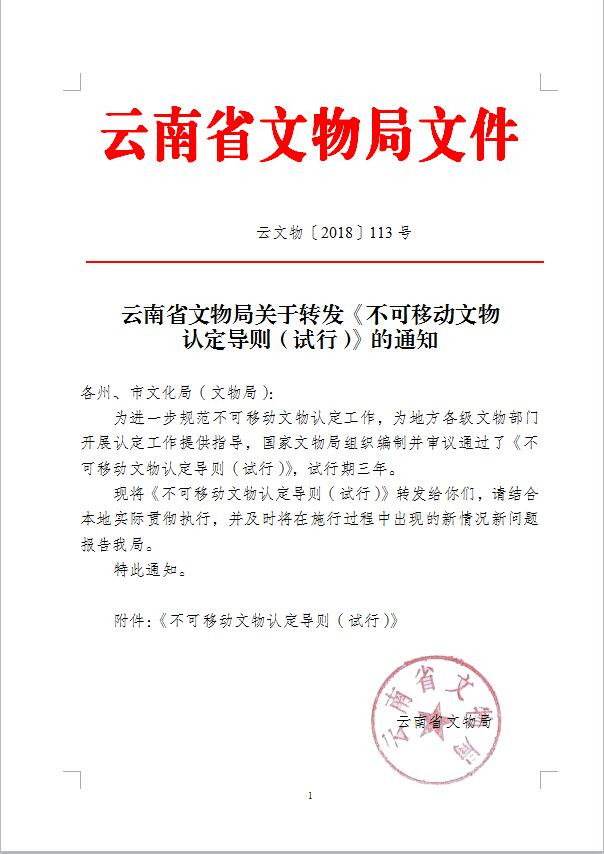 云南省文物局文件
云文物〔2018〕113 号
云南省文物局关于转发《不可移动文物
认定导则（试行）》的通知
各州、市文化局（文物局）：
为进一步规范不可移动文物认定工作，为地方各级文物部门
开展认定工作提供指导，国家文物局组织编制并审议通过了《不
可移动文物认定导则（试行）》，试行期三年。
现将《不可移动文物认定导则（试行）》转发给你们，请结合
本地实际贯彻执行，并及时将在施行过程中出现的新情况新问题
报告我局。
特此通知。
附件：《不可移动文物认定导则（试行）》
云南省文物局
云南省文物局
1